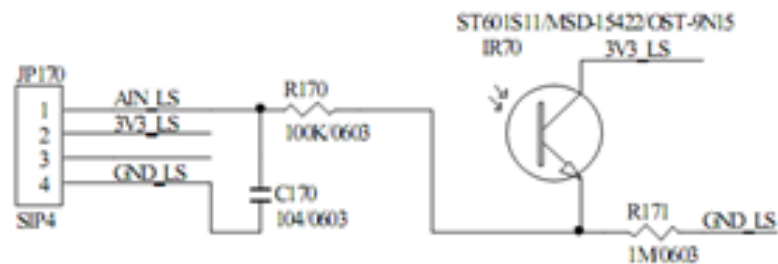 ST601S11/MSD-15422/OST-9N15
IR70
3V3_LS
JP170
1 AIN_LS
2 3V3_LS
3
4 GND_LS
SIP4
R170
100K/0603
C170
104/0603
R171
1M/0603
GND_LS